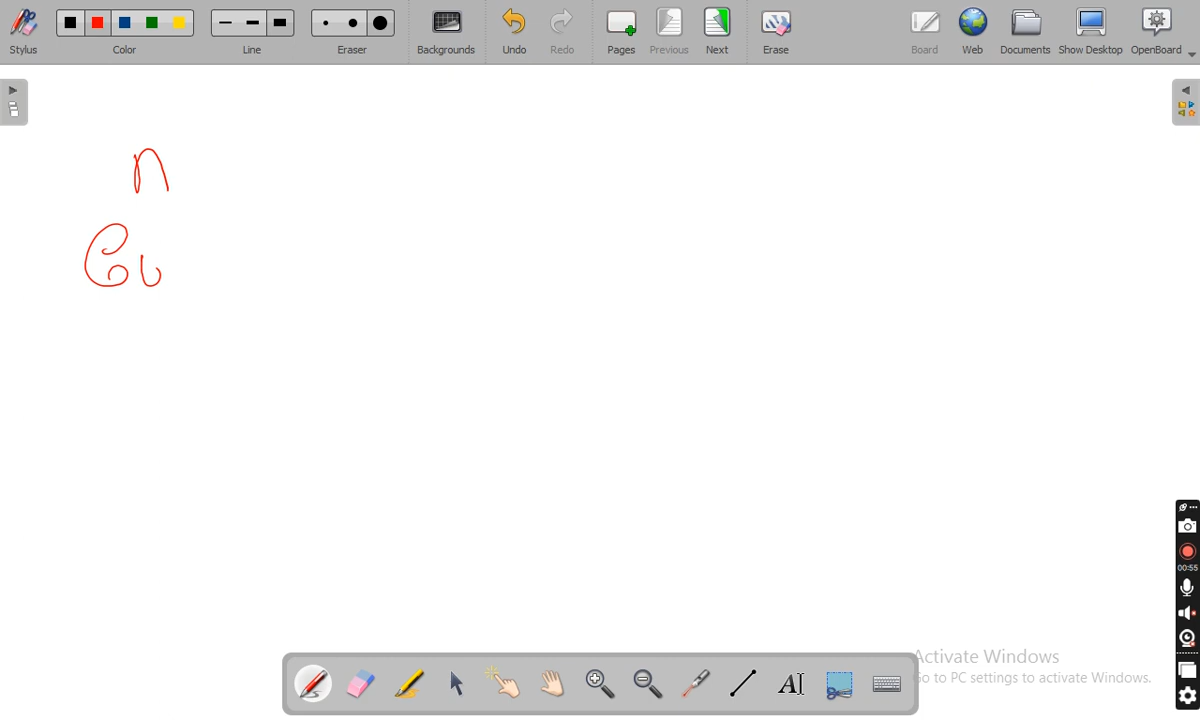 Stylus Color Line Eraser Backgrounds Undo Redo Pages Previous Next Erase Board Web Documents Show Desktop OpenBoard
n
00:55
Activate Windows
Go to PC settings to activate Windows.